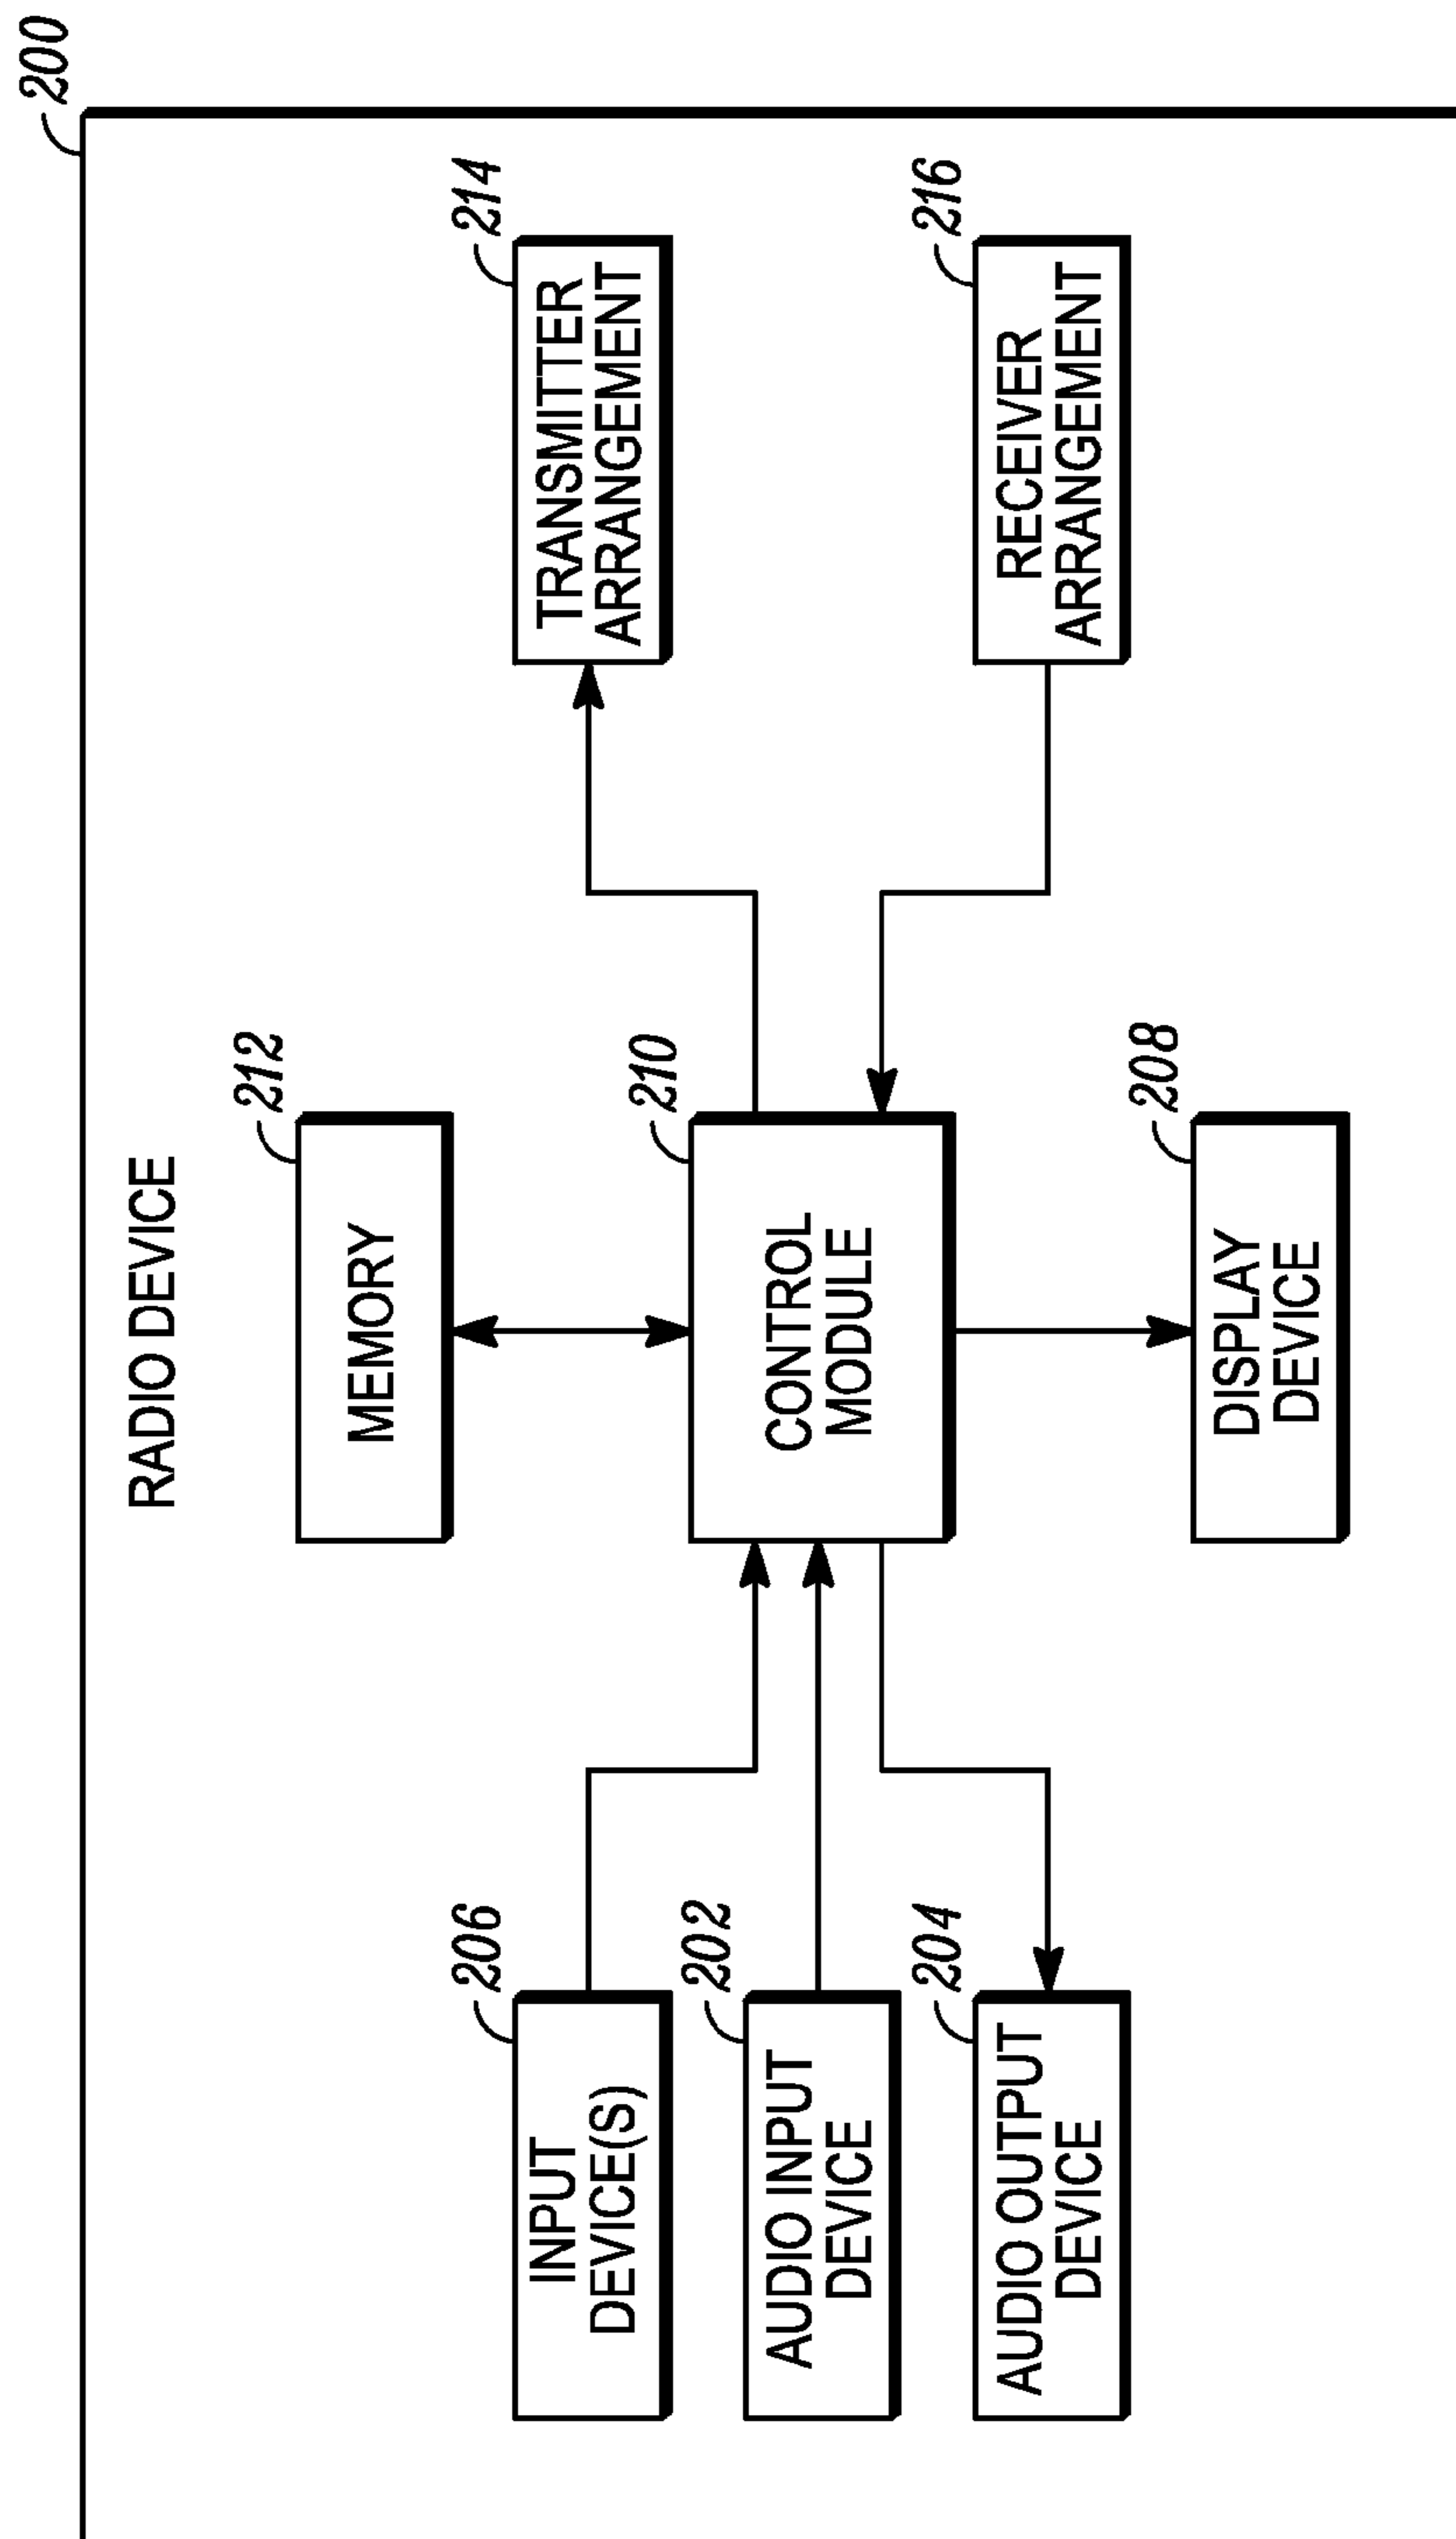 200
RADIO DEVICE
212
MEMORY
206
INPUT
DEVICE(S)
210
CONTROL
MODULE
214
TRANSMITTER
ARRANGEMENT
202
AUDIO INPUT
DEVICE
204
AUDIO OUTPUT
DEVICE
216
RECEIVER
ARRANGEMENT
208
DISPLAY
DEVICE